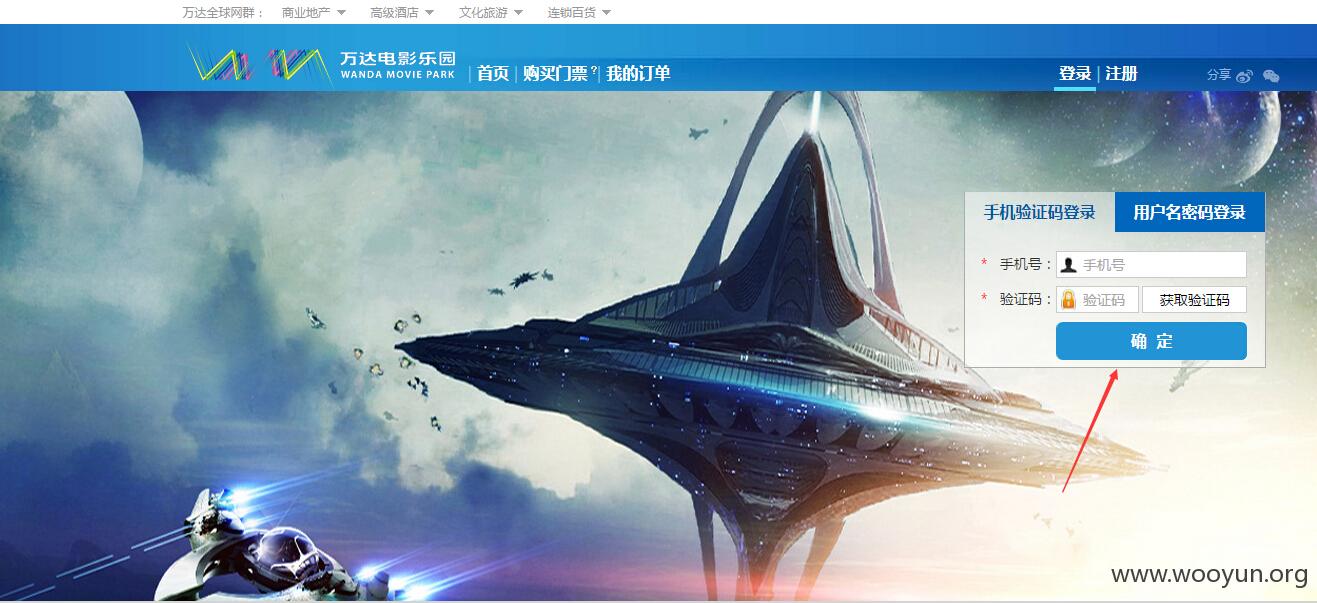 万达全球网群： 商业地产 高级酒店 文化旅游 连锁百货
万达电影乐园
WANDA MOVIE PARK
首页 | 购买门票? | 我的订单
登录 | 注册
分享
手机验证码登录 用户名密码登录
* 手机号： 手机号
* 验证码： 验证码 获取验证码
确 定
www.wooyun.org